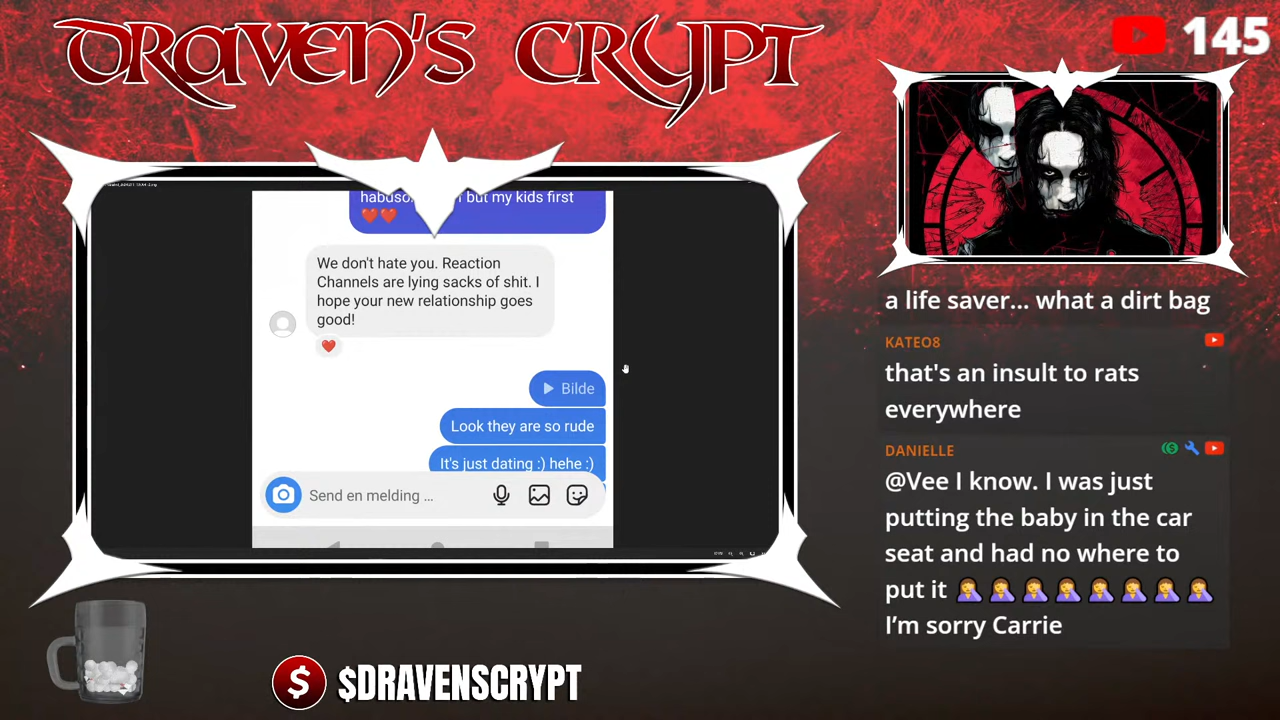 DRAVEN'S CRYPT
145
but my kids first
We don't hate you. Reaction
Channels are lying sacks of shit. I
hope your new relationship goes
good!
Bilde
Look they are so rude
It's just dating :) hehe :)
Send en melding ...
a life saver... what a dirt bag
KATEO8
that's an insult to rats
everywhere
DANIELLE
@Vee I know. I was just
putting the baby in the car
seat and had no where to
put it 🤦‍♀️🤦‍♀️🤦‍♀️🤦‍♀️🤦‍♀️🤦‍♀️🤦‍♀️
I'm sorry Carrie
$ $DRAVENSCRYPT